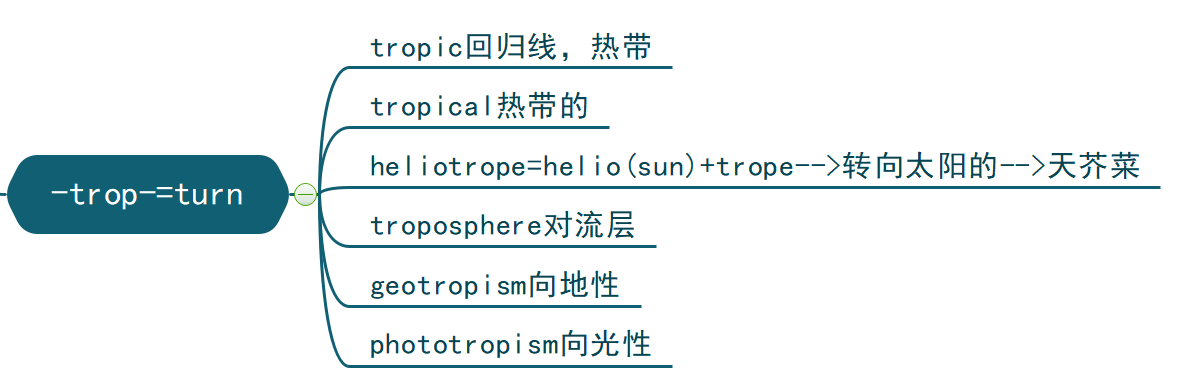 tropic回归线，热带
tropical热带的
heliotrope=helio(sun)+trope-->转向太阳的-->天芥菜
-trop-=turn
troposphere对流层
geotropism向地性
phototropism向光性